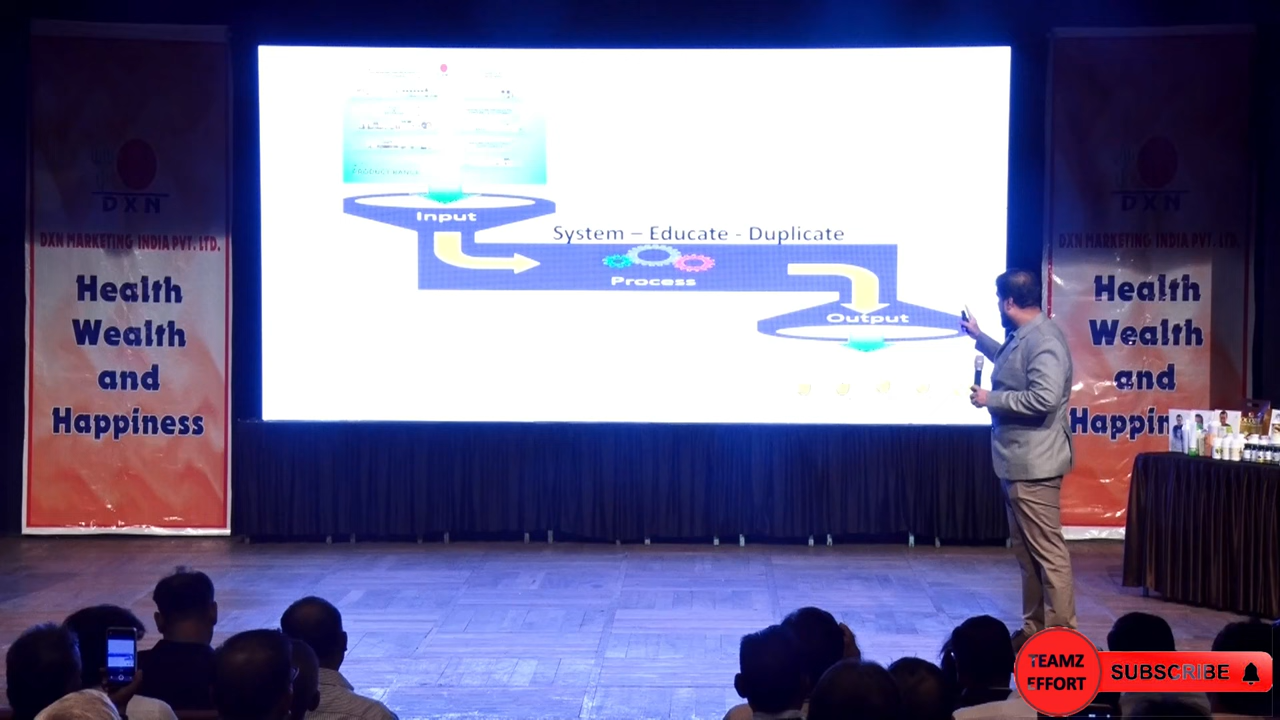 DXN
DXN MARKETING INDIA PVT. LTD.
Health
Wealth
and
Happiness
Input
System – Educate - Duplicate
Process
Output
DXN
DXN MARKETING INDIA PVT. LTD.
Health
Wealth
and
Happin
TEAMZ
EFFORT
SUBSCRIBE